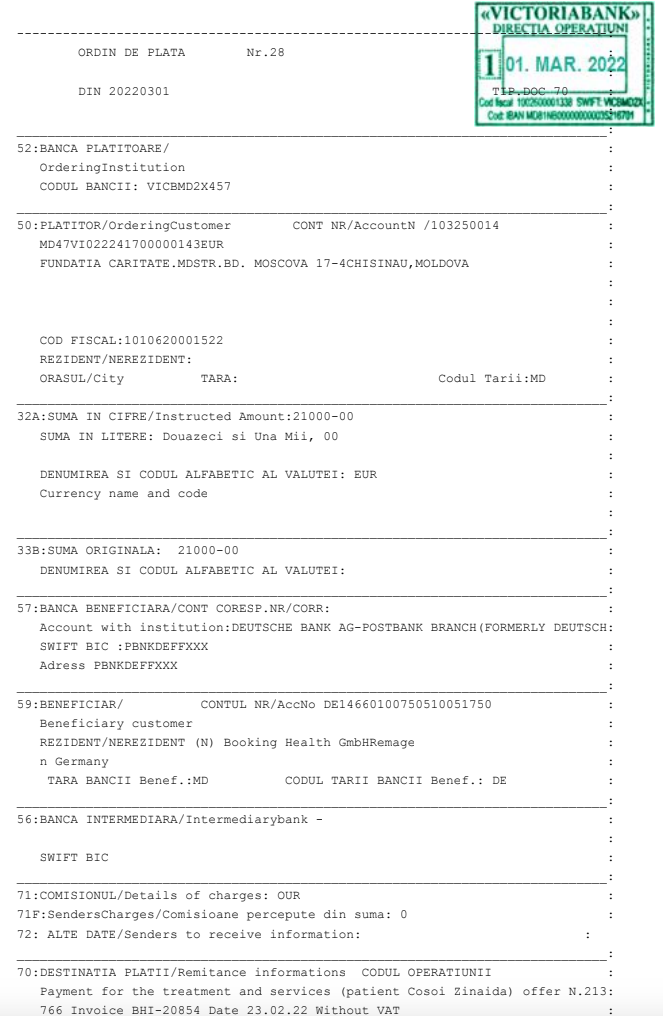 «VICTORIABANK»
DIRECȚIA OPERAȚIUNI
1 01. MAR. 2022
Cod fiscal 1002600001338 SWIFT: VICBMD2X
Cod: IBAN
ORDIN DE PLATA Nr.28
DIN 20220301 TIP.DOC 70
52:BANCA PLATITOARE/ :
OrderingInstitution :
CODUL BANCII: VICBMD2X457 :
50:PLATITOR/OrderingCustomer CONT NR/AccountN /103250014 :
MD47VI022241700000143EUR :
FUNDATIA CARITATE.MDSTR.BD. MOSCOVA 17-4CHISINAU,MOLDOVA :
COD FISCAL:1010620001522 :
REZIDENT/NEREZIDENT: :
ORASUL/City TARA: Codul Tarii:MD :
32A:SUMA IN CIFRE/Instructed Amount:21000-00 :
SUMA IN LITERE: Douazeci si Una Mii, 00 :
DENUMIREA SI CODUL ALFABETIC AL VALUTEI: EUR :
Currency name and code :
33B:SUMA ORIGINALA: 21000-00 :
DENUMIREA SI CODUL ALFABETIC AL VALUTEI: :
57:BANCA BENEFICIARA/CONT CORESP.NR/CORR: :
Account with institution:DEUTSCHE BANK AG-POSTBANK BRANCH(FORMERLY DEUTSCH:
SWIFT BIC :PBNKDEFFXXX :
Adress PBNKDEFFXXX :
59:BENEFICIAR/ CONTUL NR/AccNo DE14660100750510051750 :
Beneficiary customer :
REZIDENT/NEREZIDENT (N) Booking Health GmbHRemage :
n Germany :
TARA BANCII Benef.:MD CODUL TARII BANCII Benef.: DE :
56:BANCA INTERMEDIARA/Intermediarybank - :
SWIFT BIC :
71:COMISIONUL/Details of charges: OUR :
71F:SendersCharges/Comisioane percepute din suma: 0 :
72: ALTE DATE/Senders to receive information: :
70:DESTINATIA PLATII/Remitance informations CODUL OPERATIUNII :
Payment for the treatment and services (patient Cosoi Zinaida) offer N.213:
766 Invoice BHI-20854 Date 23.02.22 Without VAT :